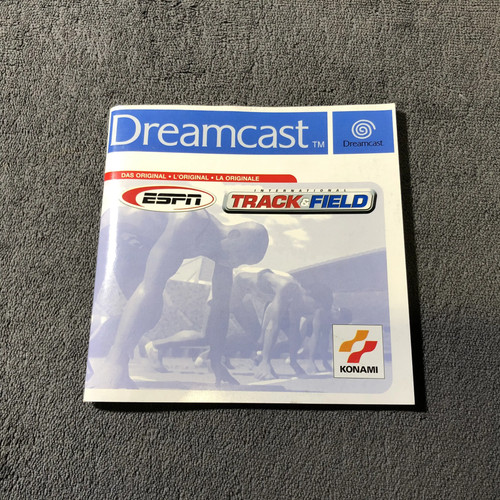 Dreamcast™
Dreamcast
DAS ORIGINAL • L'ORIGINAL • LA ORIGINALE
ESPN
INTERNATIONAL
TRACK & FIELD
KONAMI